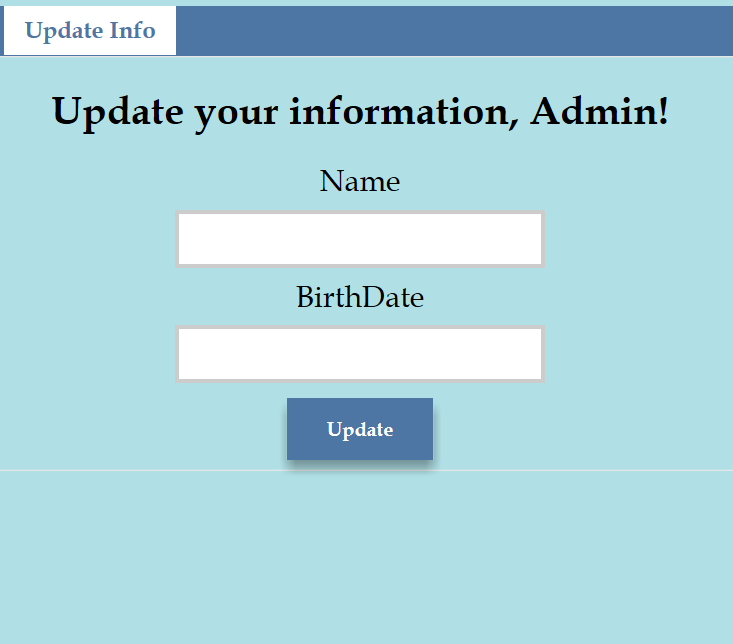 Update Info
Update your information, Admin!
Name
BirthDate
Update